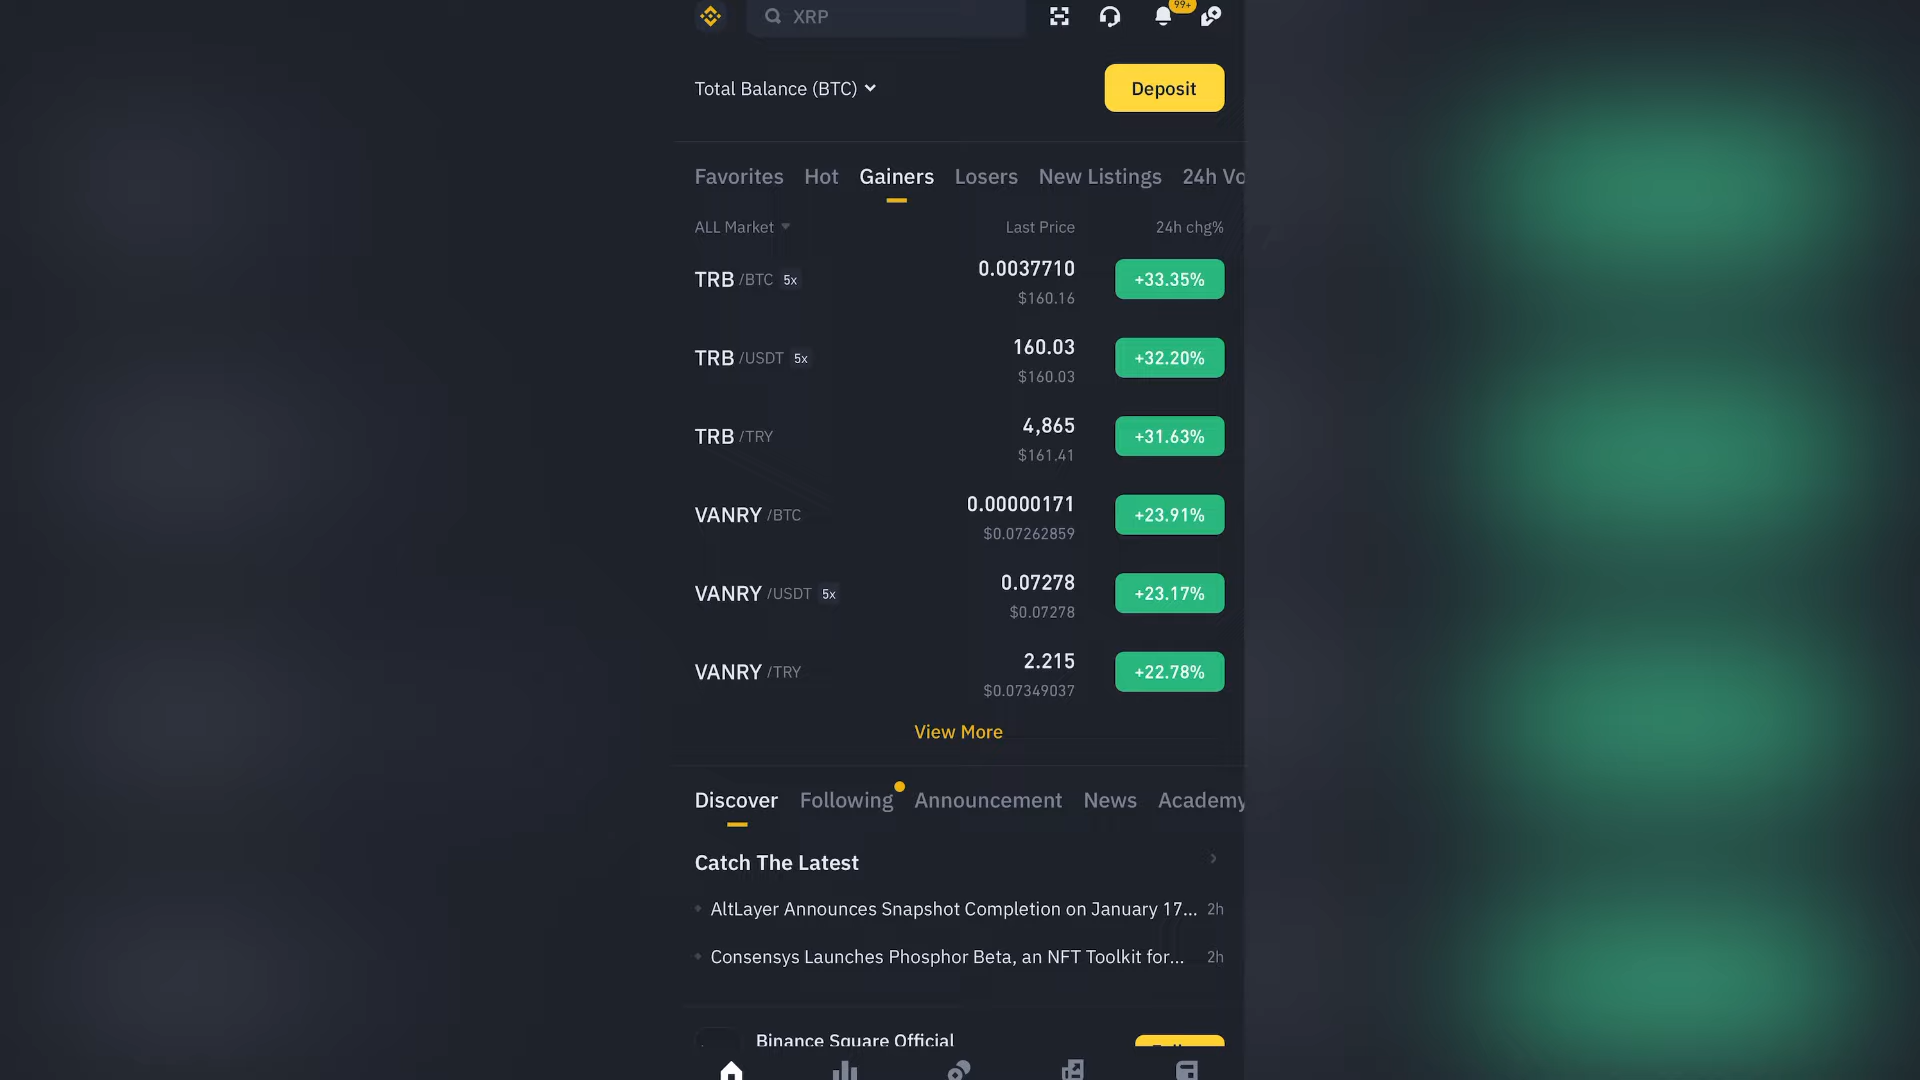 XRP
99+
Total Balance (BTC)
Deposit
Favorites Hot Gainers Losers New Listings 24h Vo
ALL Market Last Price 24h chg%
TRB /BTC 5x 0.0037710 +33.35%
$160.16
TRB /USDT 5x 160.03 +32.20%
$160.03
TRB /TRY 4,865 +31.63%
$161.41
VANRY /BTC 0.00000171 +23.91%
$0.07262859
VANRY /USDT 5x 0.07278 +23.17%
$0.07278
VANRY /TRY 2.215 +22.78%
$0.07349037
View More
Discover Following Announcement News Academy
Catch The Latest
AltLayer Announces Snapshot Completion on January 17... 2h
Consensys Launches Phosphor Beta, an NFT Toolkit for... 2h
Binance Square Official